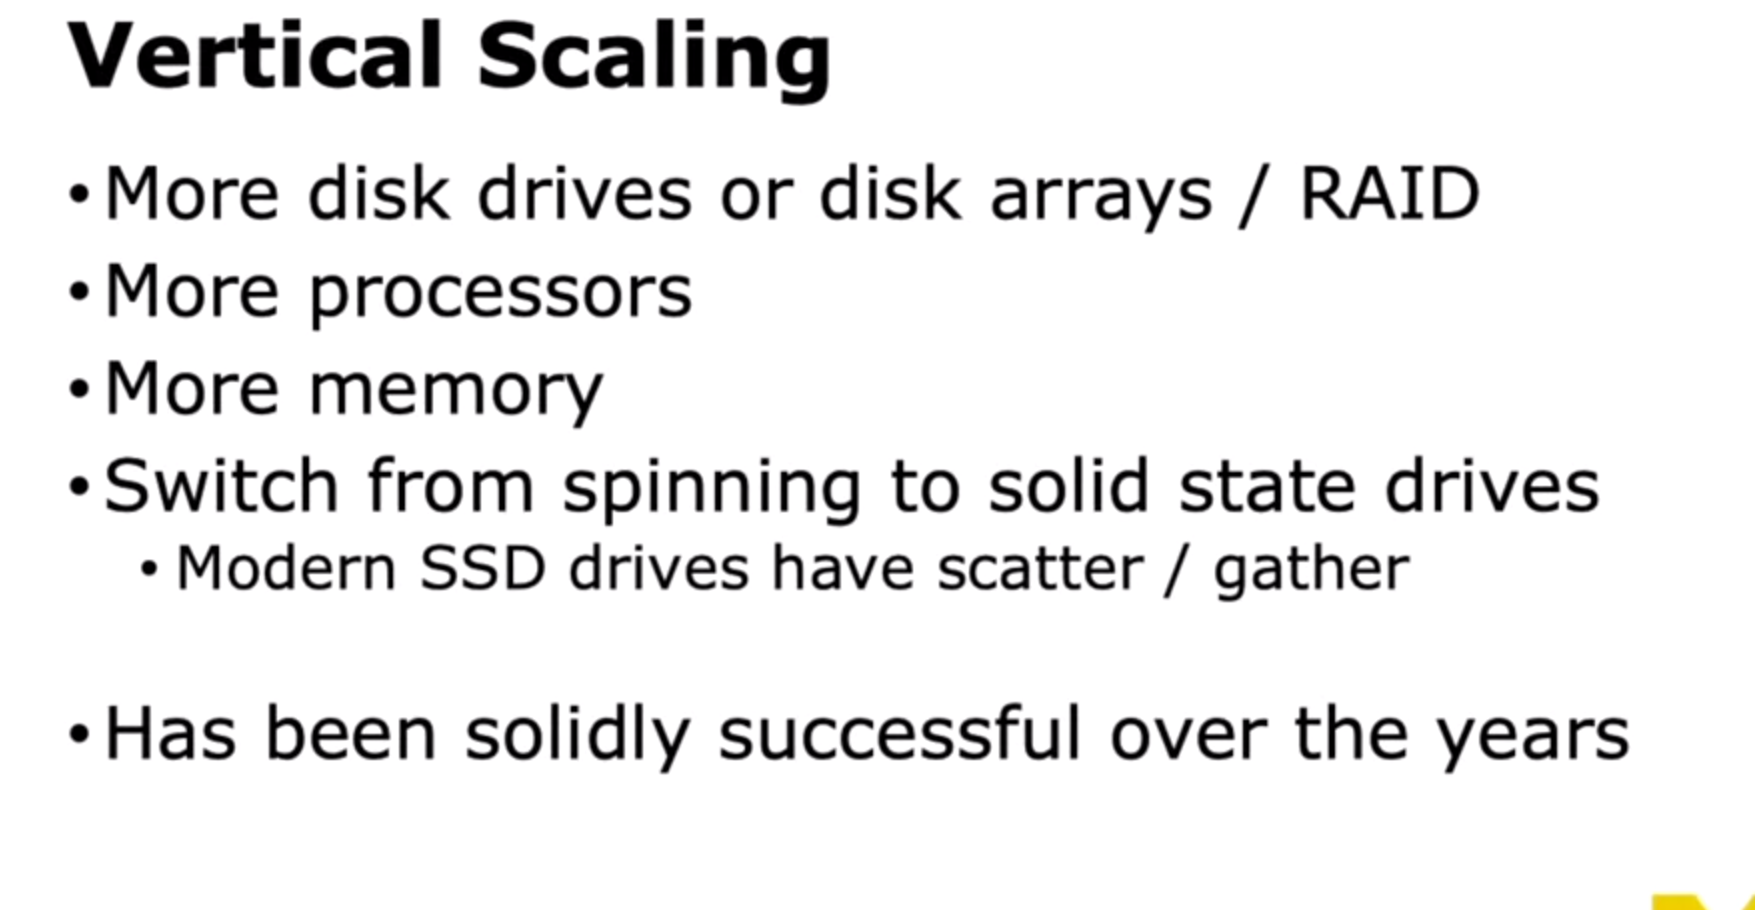 Vertical Scaling
• More disk drives or disk arrays / RAID
• More processors
• More memory
• Switch from spinning to solid state drives
• Modern SSD drives have scatter / gather
• Has been solidly successful over the years